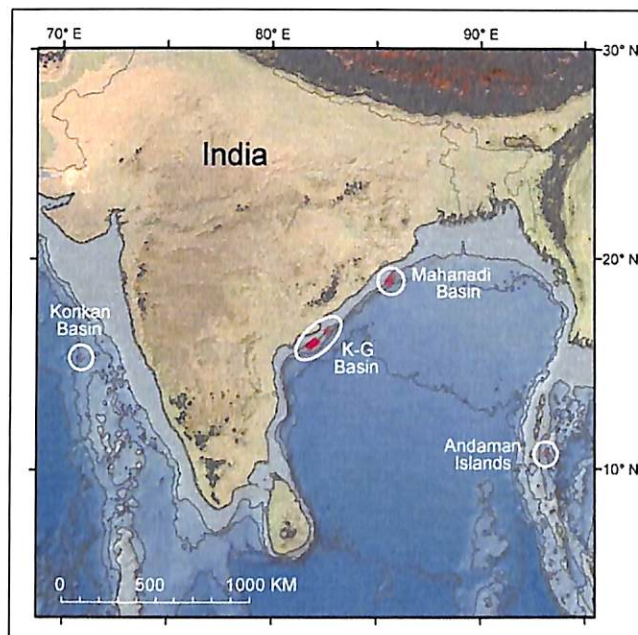 70° E
80° E
90° E
30° N
India
20° N
Mahanadi
Basin
Konkan
Basin
K-G
Basin
Andaman
Islands
10° N
0 500 1000 KM